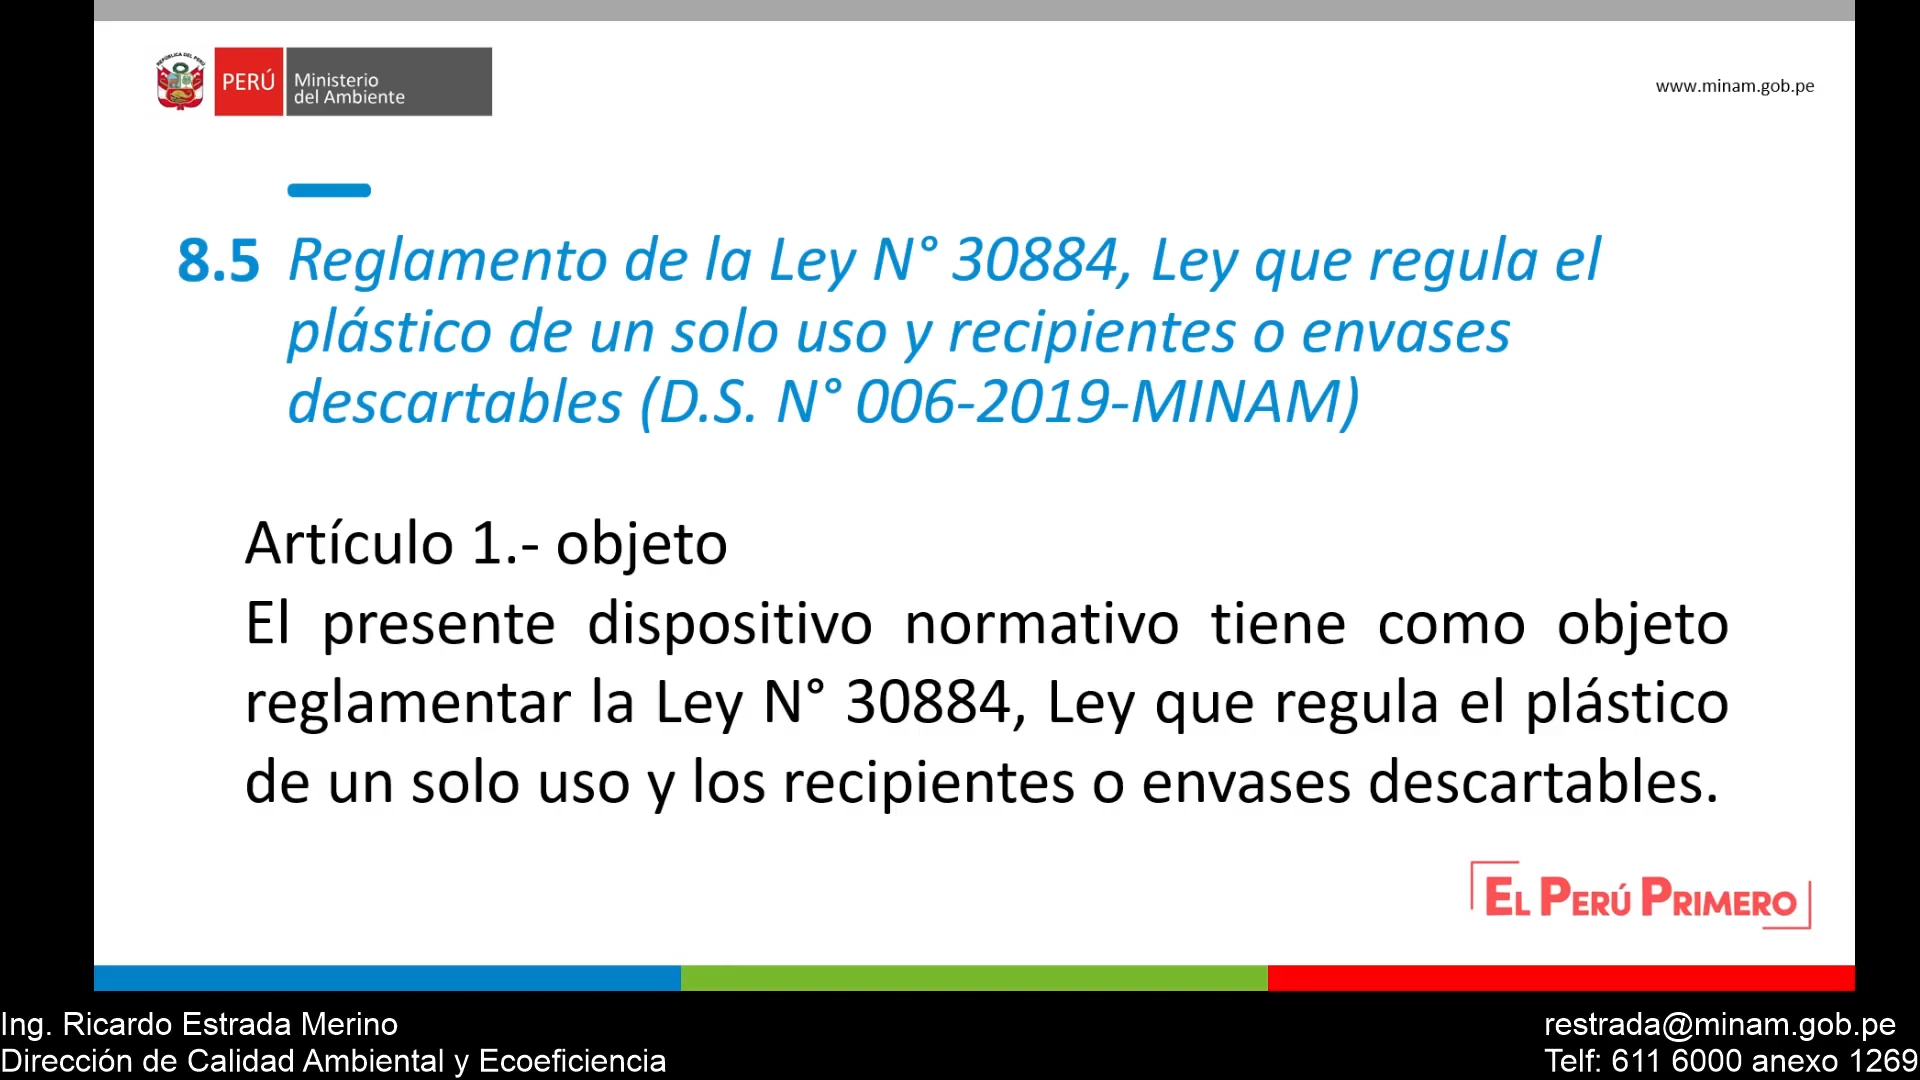 REPÚBLICA DEL PERÚ
PERÚ
Ministerio
del Ambiente
www.minam.gob.pe
8.5 Reglamento de la Ley N° 30884, Ley que regula el
plástico de un solo uso y recipientes o envases
descartables (D.S. N° 006-2019-MINAM)
Artículo 1.- objeto
El presente dispositivo normativo tiene como objeto
reglamentar la Ley N° 30884, Ley que regula el plástico
de un solo uso y los recipientes o envases descartables.
EL PERÚ PRIMERO
Ing. Ricardo Estrada Merino
Dirección de Calidad Ambiental y Ecoeficiencia
restrada@minam.gob.pe
Telf: 611 6000 anexo 1269